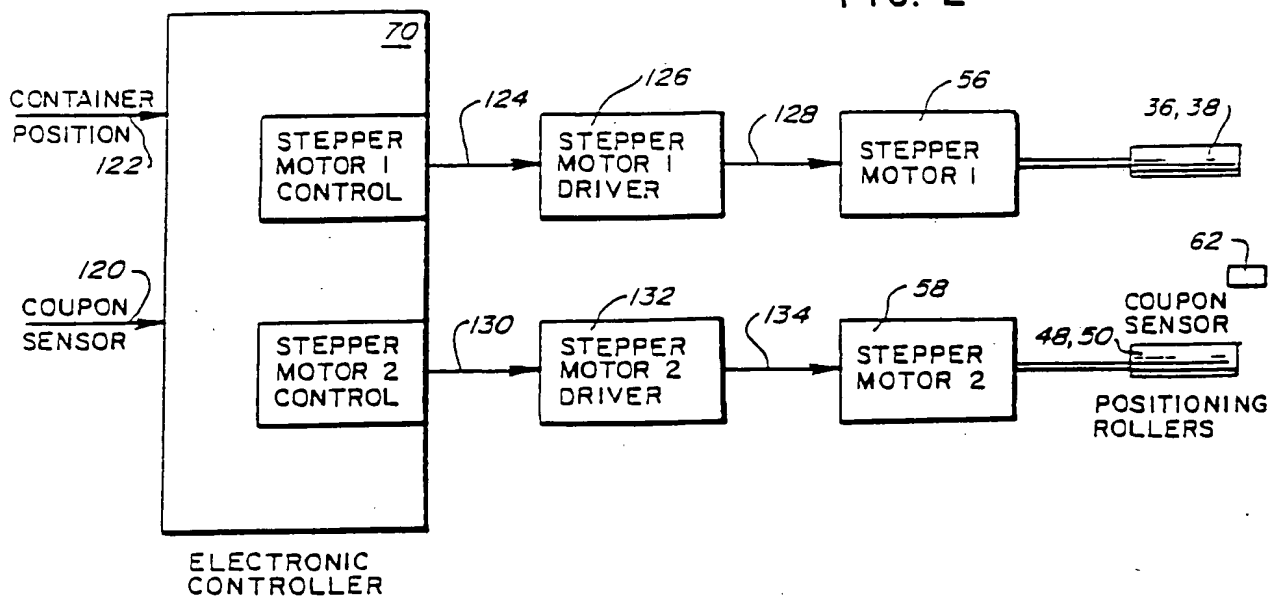 FIG. 2
70
CONTAINER
POSITION
122
124
126
128
56
36, 38
STEPPER
MOTOR 1
CONTROL
STEPPER
MOTOR 1
DRIVER
STEPPER
MOTOR 1
62
120
COUPON
SENSOR
130
132
134
58
COUPON
SENSOR
48, 50
STEPPER
MOTOR 2
CONTROL
STEPPER
MOTOR 2
DRIVER
STEPPER
MOTOR 2
POSITIONING
ROLLERS
ELECTRONIC
CONTROLLER